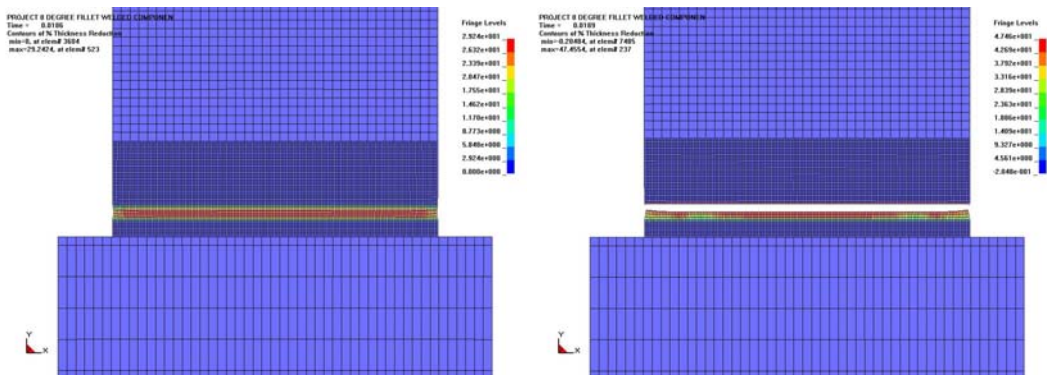 PROJECT 0 DEGREE FILLET WELDED COMPONEN
Time = 0.0186
Contours of % Thickness Reduction
min=0, at elem# 3604
max=29.2424, at elem# 523
Fringe Levels
2.924e+001
2.632e+001
2.339e+001
2.047e+001
1.755e+001
1.462e+001
1.170e+001
8.773e+000
5.848e+000
2.924e+000
0.000e+000
Y
X
PROJECT 0 DEGREE FILLET WELDED COMPONEN
Time = 0.0189
Contours of % Thickness Reduction
min=-0.20484, at elem# 7405
max=47.4554, at elem# 237
Fringe Levels
4.746e+001
4.269e+001
3.792e+001
3.316e+001
2.839e+001
2.363e+001
1.886e+001
1.409e+001
9.327e+000
4.561e+000
-2.048e-001
Y
X